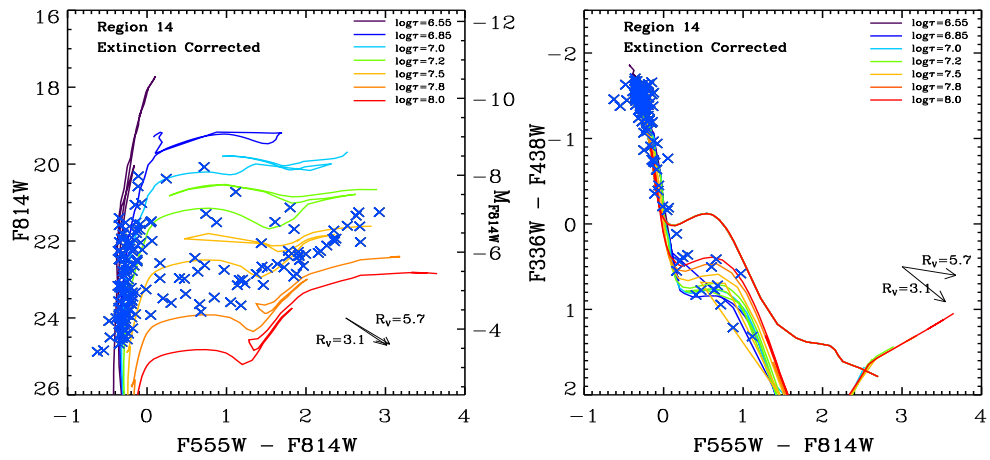 Region 14
Extinction Corrected
logτ=6.55
logτ=6.85
logτ=7.0
logτ=7.2
logτ=7.5
logτ=7.8
logτ=8.0
16
18
20
22
24
26
F814W
−12
−10
−8
−6
−4
M_F814W
R_V=5.7
R_V=3.1
−1 0 1 2 3 4
F555W − F814W
Region 14
Extinction Corrected
logτ=6.55
logτ=6.85
logτ=7.0
logτ=7.2
logτ=7.5
logτ=7.8
logτ=8.0
−2
−1
0
1
2
F336W − F438W
R_V=5.7
R_V=3.1
−1 0 1 2 3 4
F555W − F814W